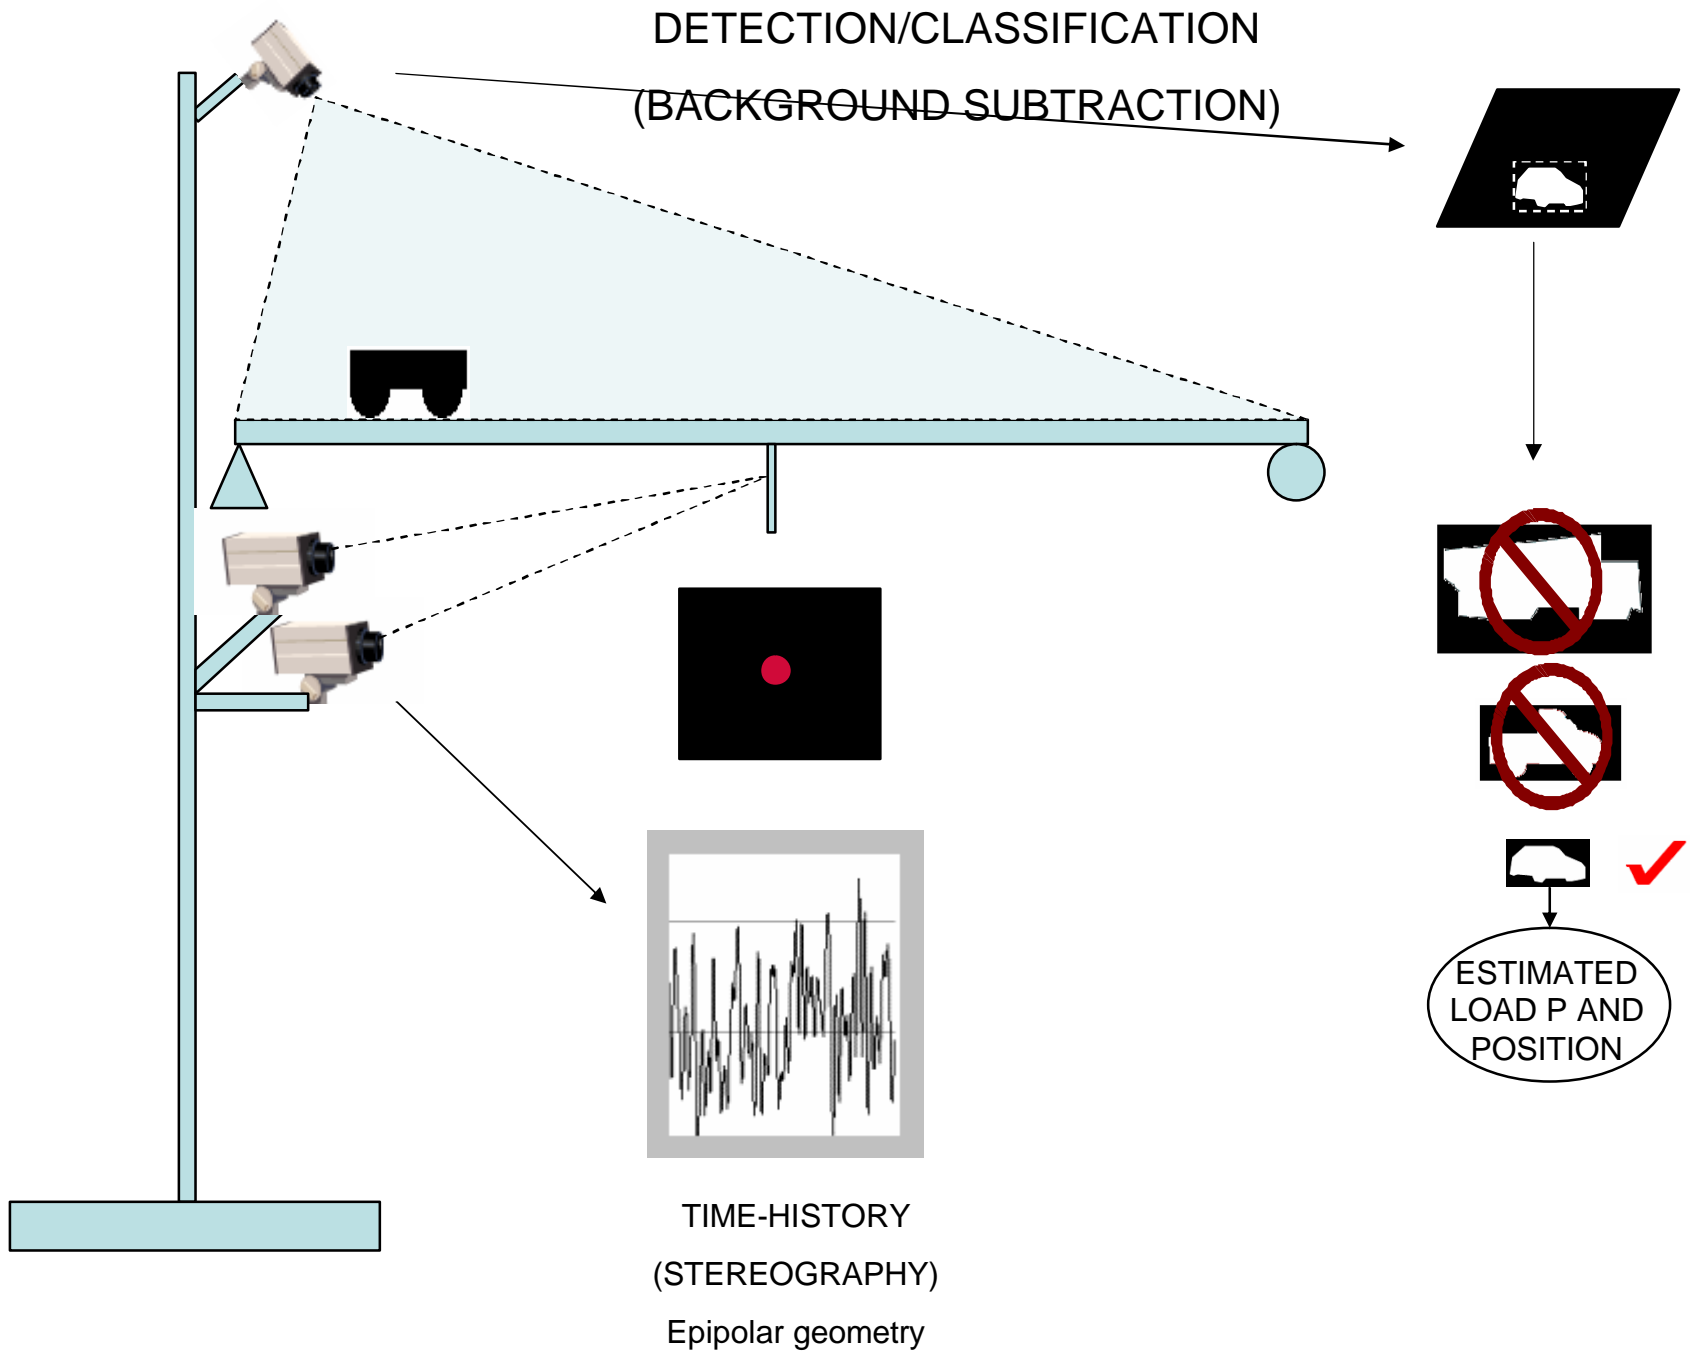 DETECTION/CLASSIFICATION
(BACKGROUND SUBTRACTION)
ESTIMATED
LOAD P AND
POSITION
TIME-HISTORY
(STEREOGRAPHY)
Epipolar geometry